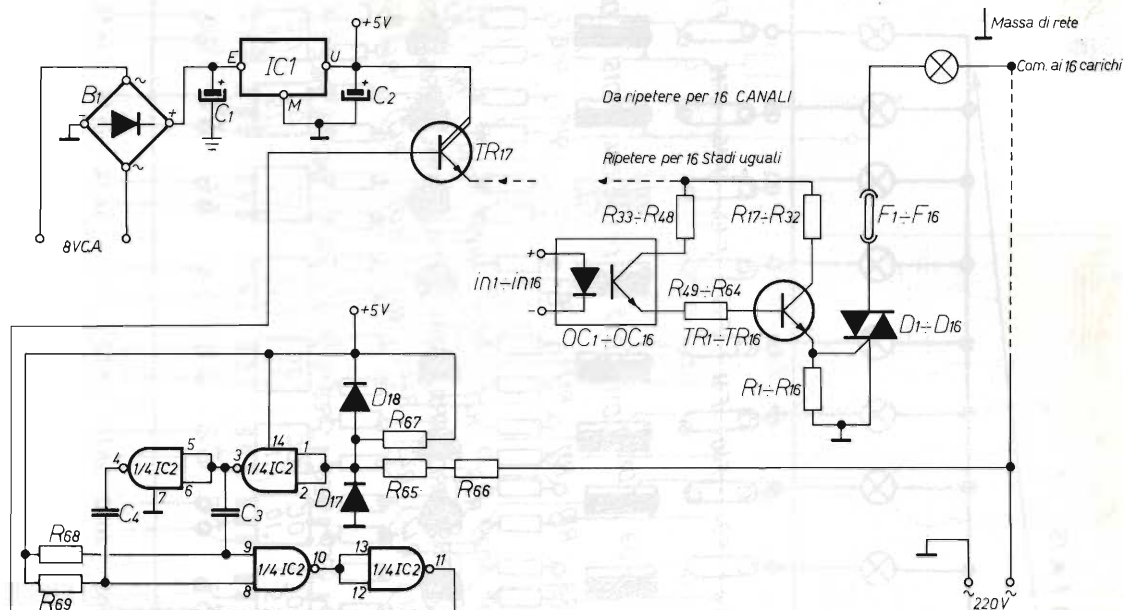 Massa di rete
+5V
E
IC1
U
M
B1
~
-
+
~
+
C1
+
C2
Com. ai 16 carichi
Da ripetere per 16 CANALI
TR17
Ripetere per 16 Stadi uguali
R33÷R48
R17÷R32
F1÷F16
8VC.A.
+
in1÷in16
-
OC1÷OC16
R49÷R64
TR1÷TR16
D1÷D16
R1÷R16
+5V
D18
R67
14
4
1/4 IC2
5
6
7
3
1/4 IC2
1
2
D17
R65
R66
C4
C3
R68
R69
9
8
1/4 IC2
10
13
12
1/4 IC2
11
~
~
220V